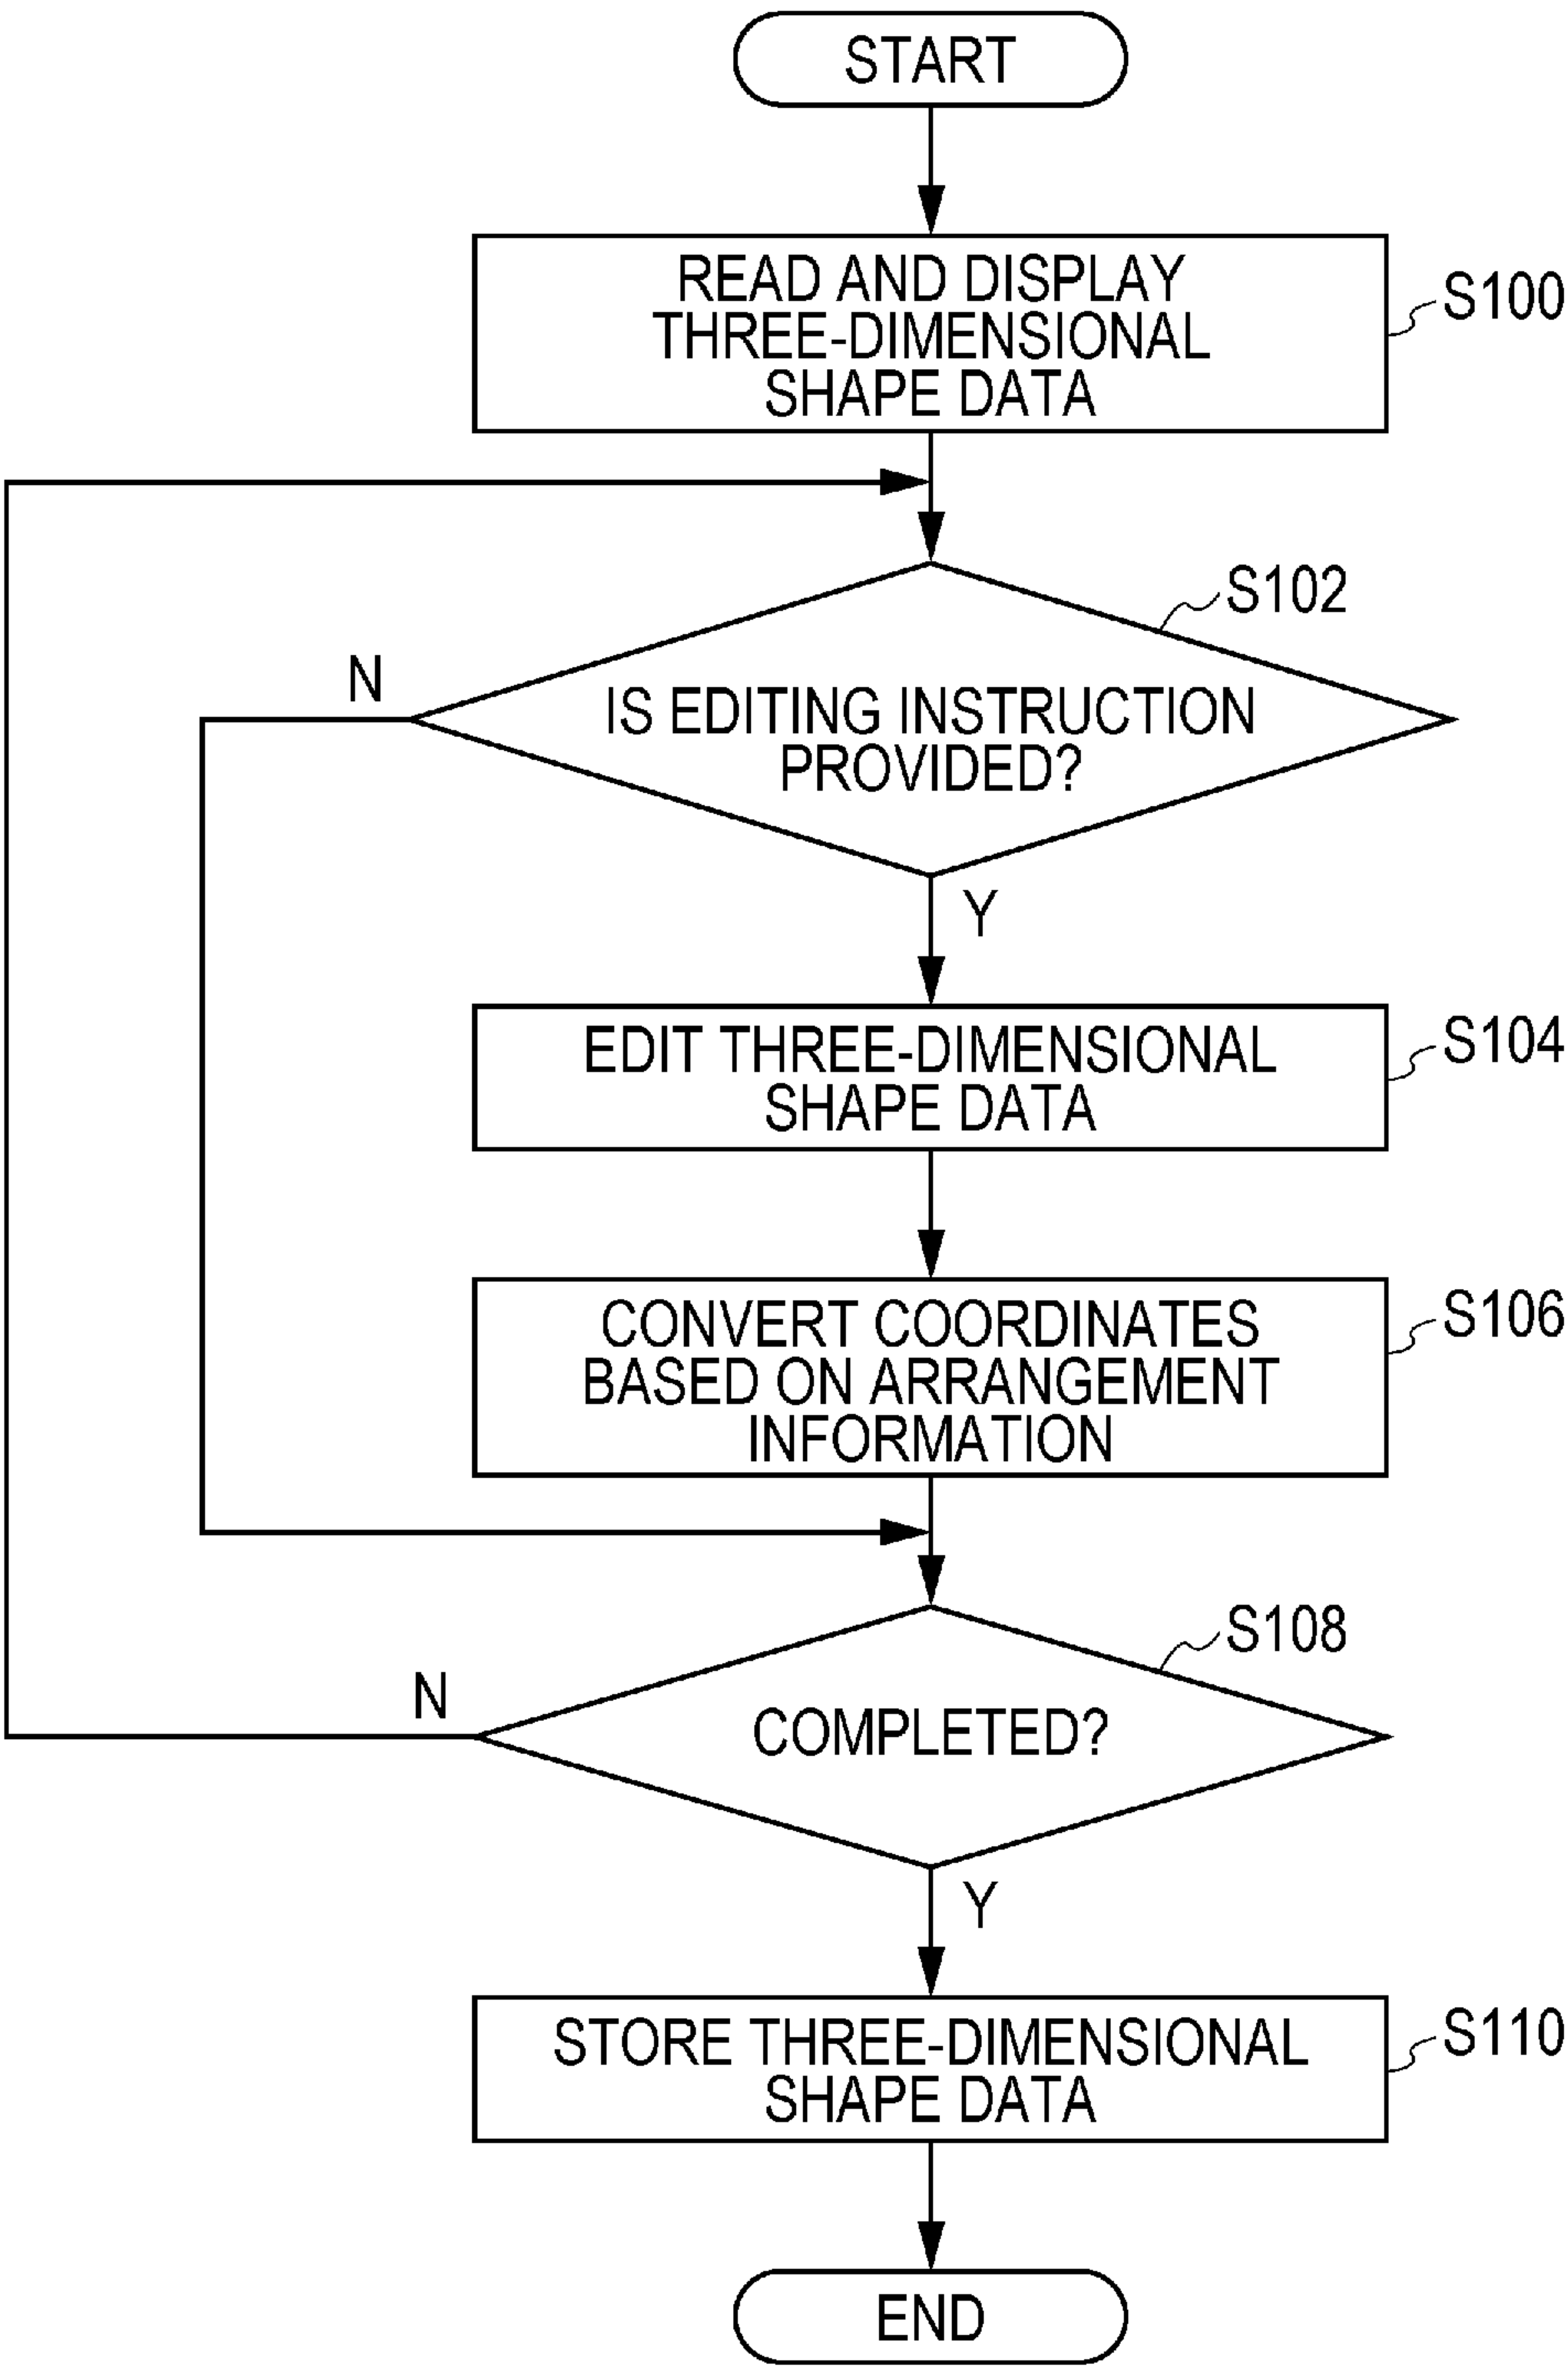 START
READ AND DISPLAY
THREE-DIMENSIONAL
SHAPE DATA
S100
S102
N
IS EDITING INSTRUCTION
PROVIDED?
Y
EDIT THREE-DIMENSIONAL
SHAPE DATA
S104
CONVERT COORDINATES
BASED ON ARRANGEMENT
INFORMATION
S106
S108
N
COMPLETED?
Y
STORE THREE-DIMENSIONAL
SHAPE DATA
S110
END